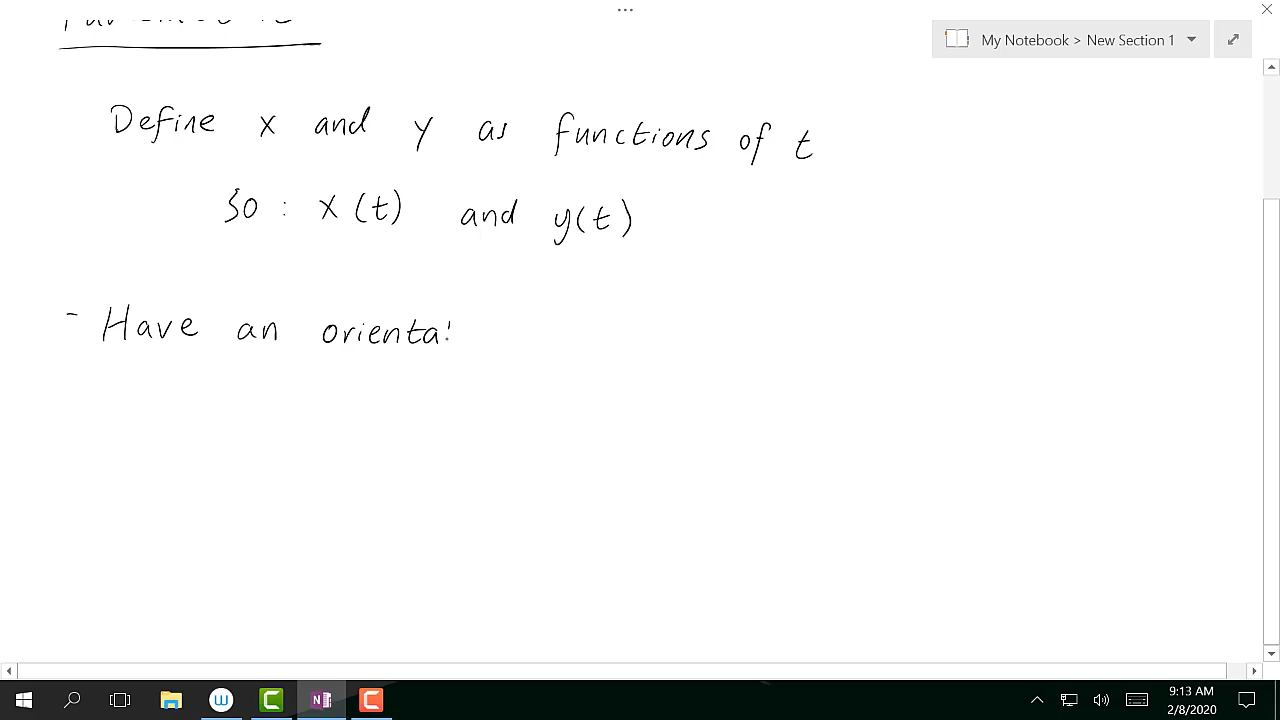 My Notebook > New Section 1
Define x and y as functions of t
So : x(t) and y(t)
- Have an orienta
9:13 AM
2/8/2020